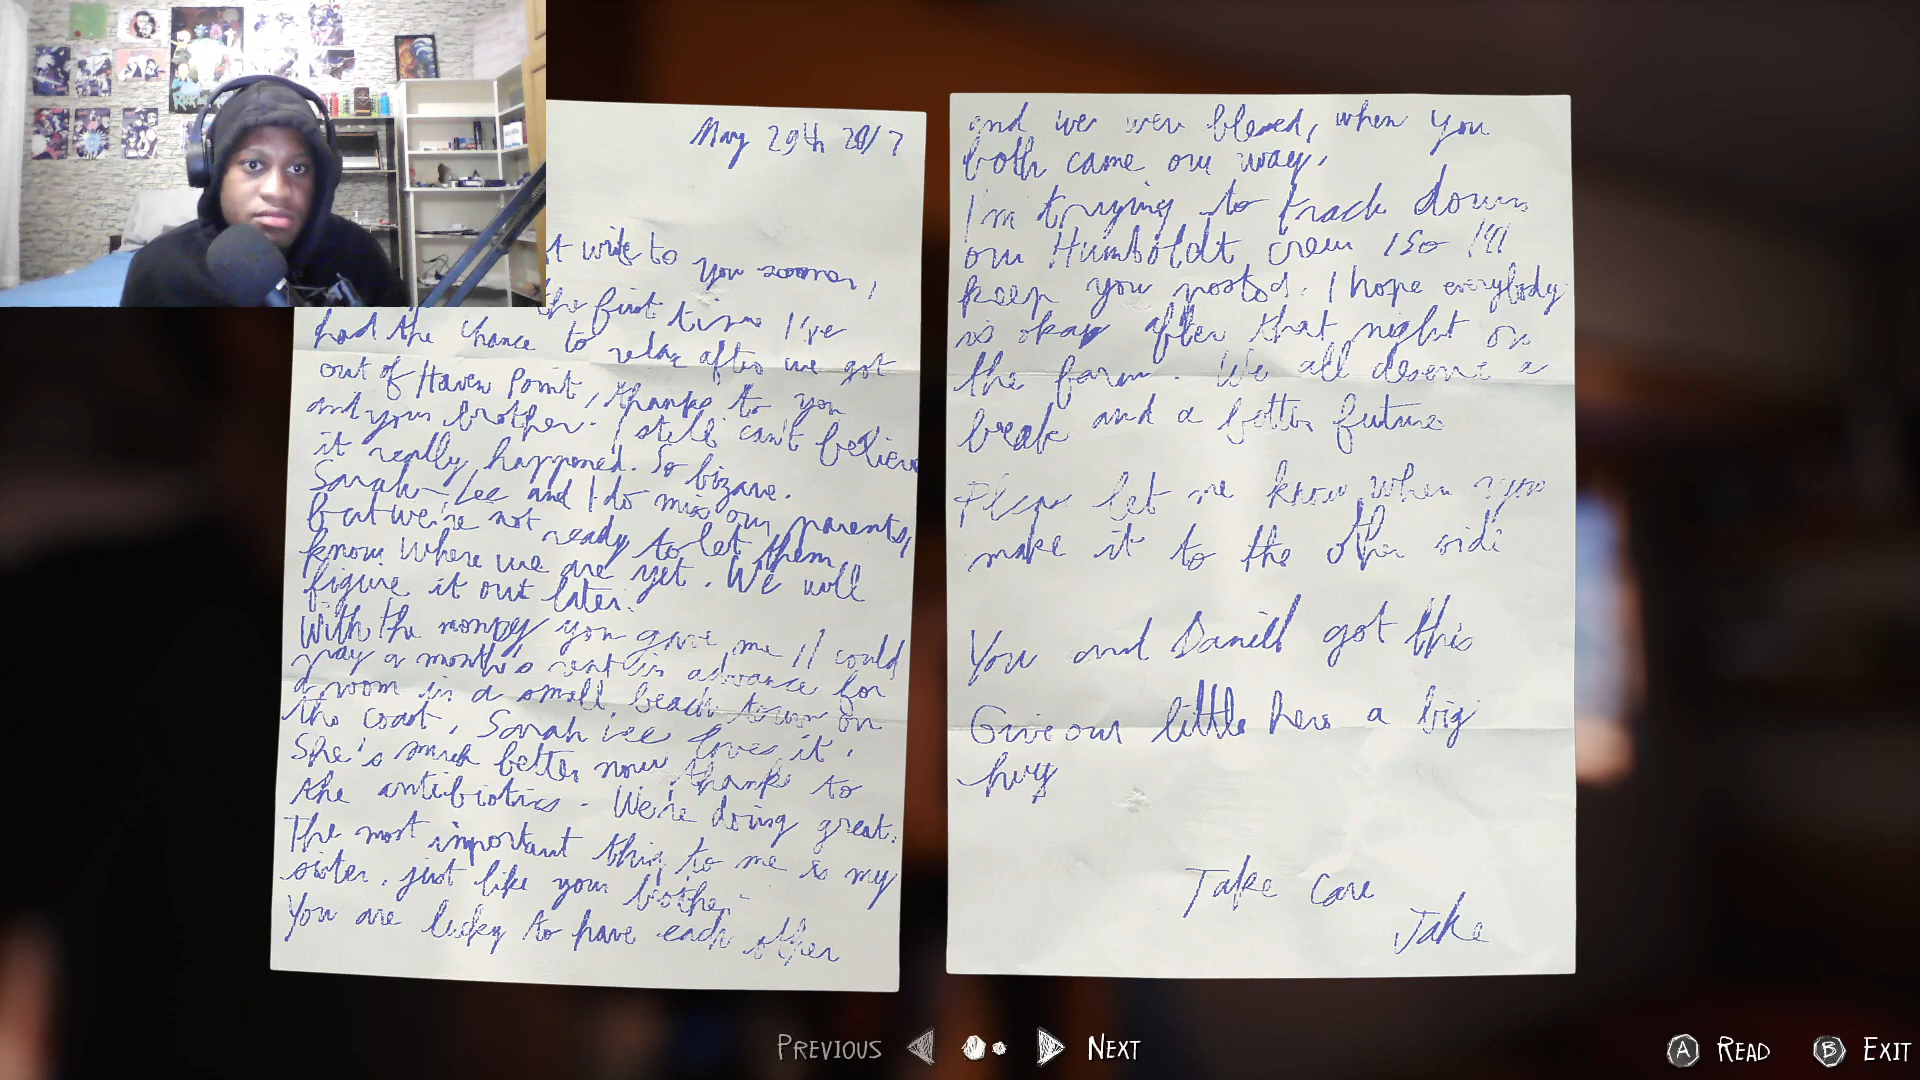 May 29th 2017
't write to you sooner,
the first time I've
had the chance to relax after we got
out of Haven Point, thanks to you
and your brother. I still can't believe
it really happened. So bizare.
Sarah-Lee and I do miss our parents,
but we're not ready to let them
know where we are yet. We will
figure it out later.
With the money you gave me, I could
pay a month's rent in advance for
a room in a small beach town on
the coast, Sarah Lee loves it.
She's much better now, thanks to
the antibiotics. We're doing great.
The most important thing to me is my
sister, just like your brother.
You are lucky to have each other
and we were blessed, when you
both came our way.
I'm trying to track down
our Humboldt crew, so I'll
keep you posted. I hope everybody
is okay after that night on
the farm. We all deserve a
break and a better future
Please let me know when you
make it to the other side
You and Daniel got this
Give our little hero a big
hug
Take Care
Jake
PREVIOUS
NEXT
A READ
B EXIT